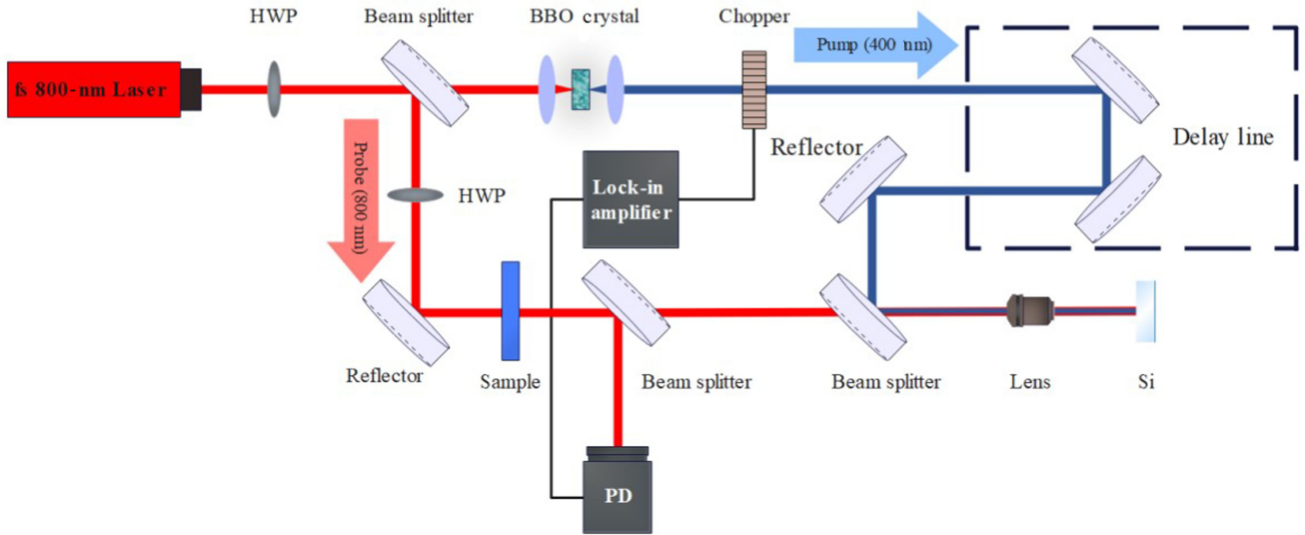 HWP
Beam splitter
BBO crystal
Chopper
Pump (400 nm)
fs 800-nm Laser
Delay line
Reflector
Probe (800 nm)
HWP
Lock-in
amplifier
Reflector
Sample
Beam splitter
Beam splitter
Lens
Si
PD